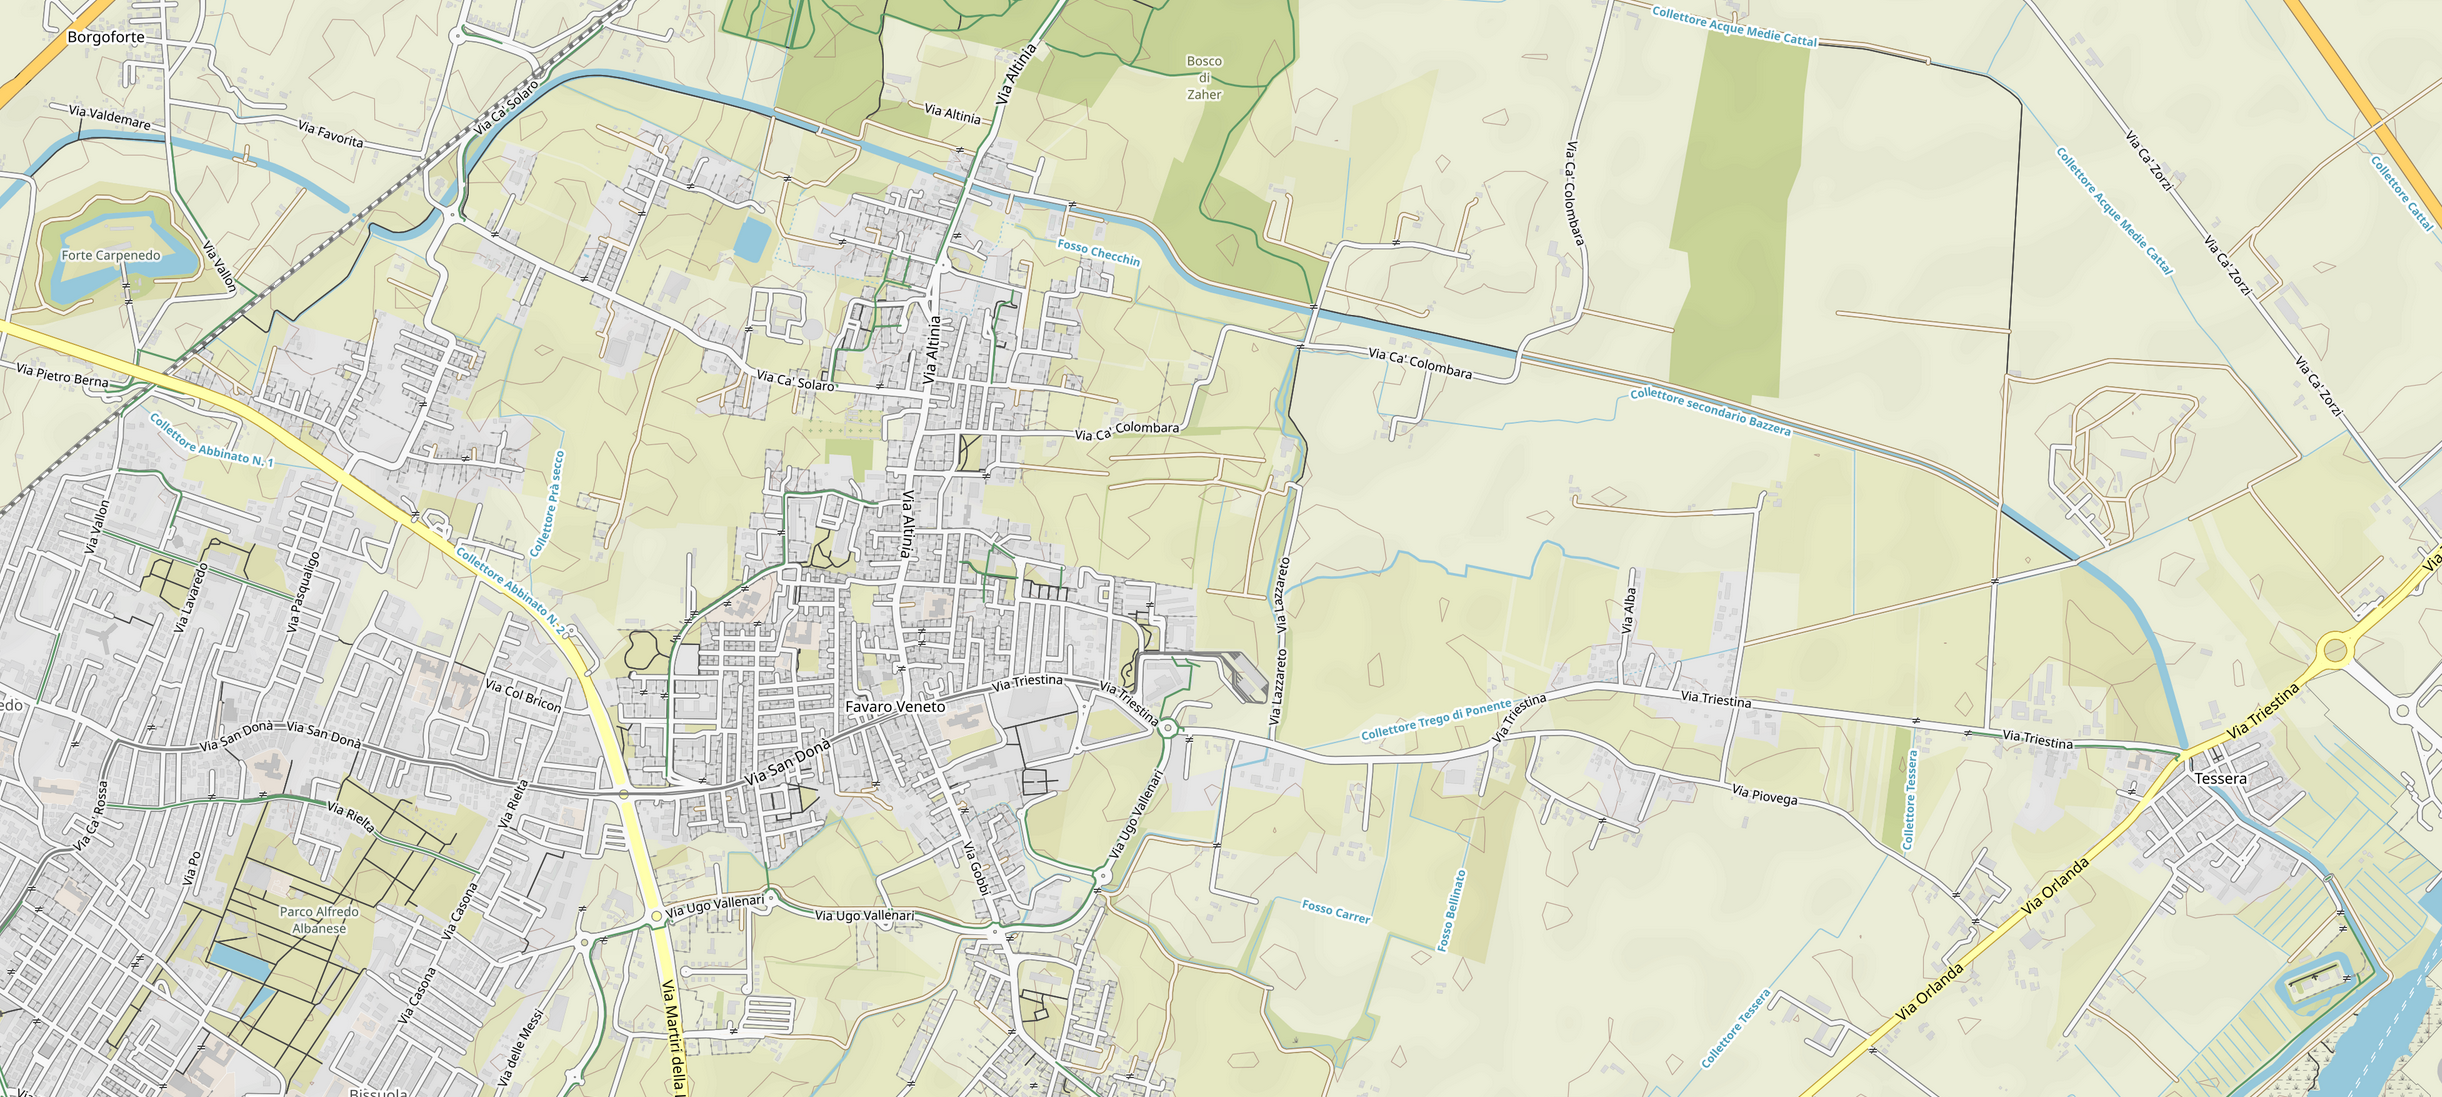 Borgoforte
Via Valdemare
Via Favorita
Via Ca' Solaro
Via Altinia
Via Altinia
Bosco
di
Zaher
Collettore Acque Medie Cattal
Via Ca' Zorzi
Collettore Cattal
Collettore Acque Medie Cattal
Via Ca' Colombara
Forte Carpenedo
Via Vallon
Fosso Checchin
Via Ca' Zorzi
Via Pietro Berna
Via Altinia
Via Ca' Solaro
Via Ca' Colombara
Via Ca' Zorzi
Collettore secondario Bazzera
Collettore Abbinato N. 1
Via Ca' Colombara
Collettore Prà secco
Via Vallon
Via Altinia
Collettore Abbinato N. 20
Via Lavaredo
Via Pasqualigo
Via Lazzareto
Via Lazzareto
Via Alba
Via Col Bricon
Via Triestina
Via Triestina
Favaro Veneto
Collettore Trego di Ponente
Via Triestina
Via Triestina
Via Triestina
Via Triestina
Via San Donà
Via San Donà
Via San Donà
Tessera
Via Ca' Rossa
Via Rielta
Via Rielta
Via Ugo Vallenari
Via Piovega
Collettore Tessera
Via Po
Via Gobbi
Via Casona
Via Ugo Vallenari
Via Ugo Vallenari
Parco Alfredo
Albanese
Fosso Carrer
Fosso Bellinato
Via Orlanda
Via Orlanda
Via Casona
Via Martiri della
Via delle Messi
Collettore Tessera
Bissuola